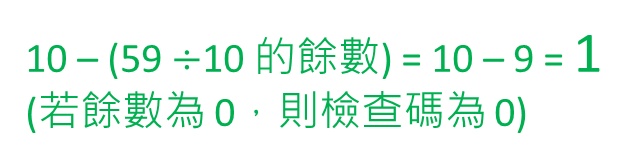 10 – (59 ÷10 的餘數) = 10 – 9 = 1
(若餘數為 0，則檢查碼為 0)